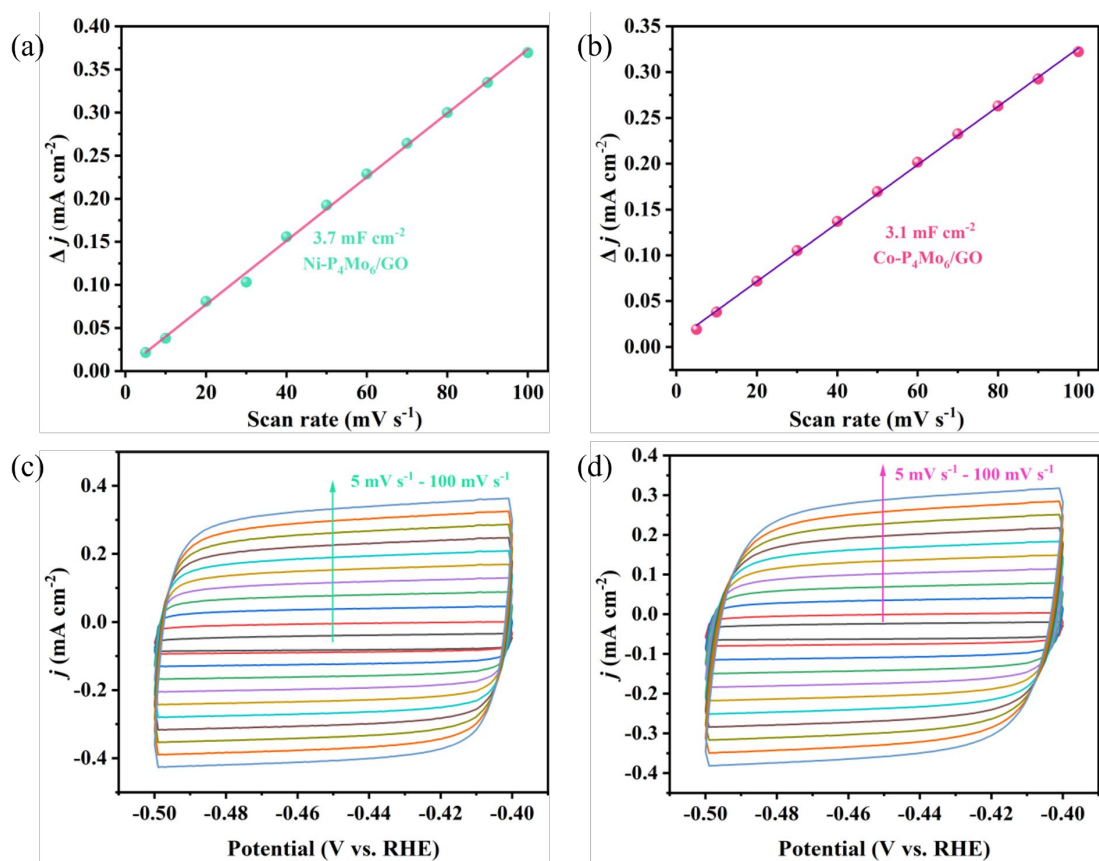 (a)
0.40
0.35
0.30
0.25
0.20
0.15
0.10
0.05
0.00
Δ j (mA cm⁻²)
3.7 mF cm⁻²
Ni-P₄Mo₆/GO
0 20 40 60 80 100
Scan rate (mV s⁻¹)
(b)
0.35
0.30
0.25
0.20
0.15
0.10
0.05
0.00
Δ j (mA cm⁻²)
3.1 mF cm⁻²
Co-P₄Mo₆/GO
0 20 40 60 80 100
Scan rate (mV s⁻¹)
(c)
0.4
0.2
0.0
-0.2
-0.4
j (mA cm⁻²)
5 mV s⁻¹ - 100 mV s⁻¹
-0.50 -0.48 -0.46 -0.44 -0.42 -0.40
Potential (V vs. RHE)
(d)
0.4
0.3
0.2
0.1
0.0
-0.1
-0.2
-0.3
-0.4
j (mA cm⁻²)
5 mV s⁻¹ - 100 mV s⁻¹
-0.50 -0.48 -0.46 -0.44 -0.42 -0.40
Potential (V vs. RHE)